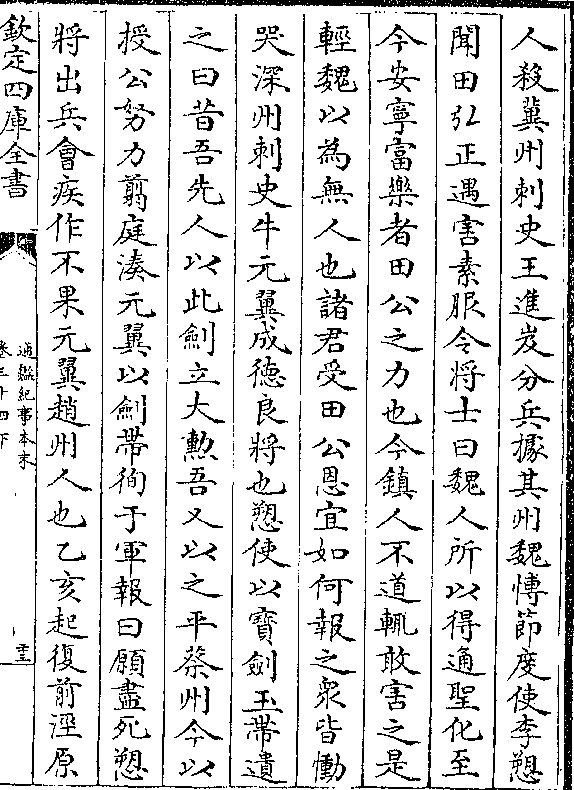 人殺冀州刺史王進岌分兵據其州魏博節度使李愬
聞田弘正遇害素服令將士曰魏人所以得通聖化至
今安寧富樂者田公之力也今鎮人不道輒敢害之是
輕魏以為無人也諸君受田公恩宜如何報之衆皆慟
哭深州刺史牛元翼成德良將也愬使以寶劍玉帶遺
之曰昔吾先人以此劍立大勲吾又以之平蔡州今以
授公努力翦庭湊元翼以劍帶徇于軍報曰願盡死愬
將出兵會疾作不果元翼趙州人也乙亥起復前涇原
欽定四庫全書
通鑑紀事本末
卷三十四下